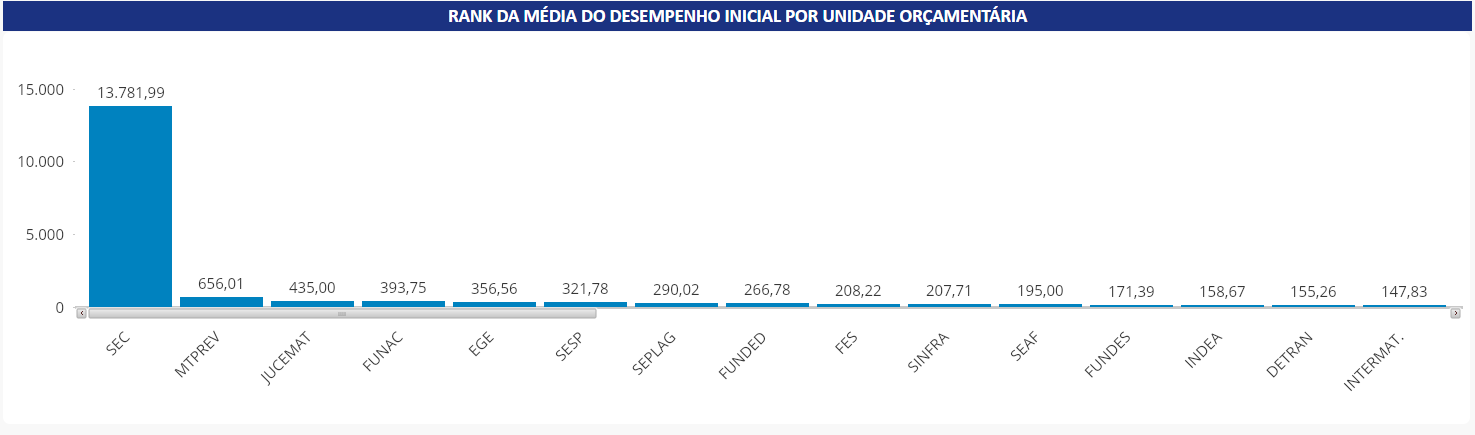 RANK DA MÉDIA DO DESEMPENHO INICIAL POR UNIDADE ORÇAMENTÁRIA
15.000
10.000
5.000
0
13.781,99
656,01
435,00
393,75
356,56
321,78
290,02
266,78
208,22
207,71
195,00
171,39
158,67
155,26
147,83
SEC
MTPREV
JUCEMAT
FUNAC
EGE
SESP
SEPLAG
FUNDED
FES
SINFRA
SEAF
FUNDES
INDEA
DETRAN
INTERMAT.